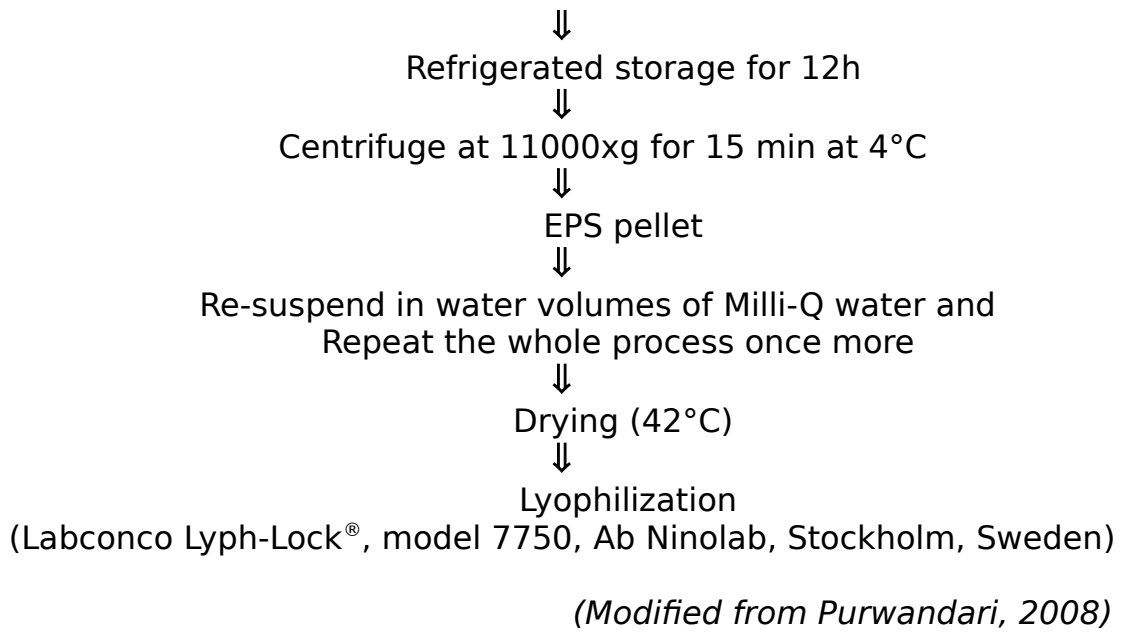 ⇓
Refrigerated storage for 12h
⇓
Centrifuge at 11000xg for 15 min at 4°C
⇓
EPS pellet
⇓
Re-suspend in water volumes of Milli-Q water and
Repeat the whole process once more
⇓
Drying (42°C)
⇓
Lyophilization
(Labconco Lyph-Lock®, model 7750, Ab Ninolab, Stockholm, Sweden)
(Modified from Purwandari, 2008)